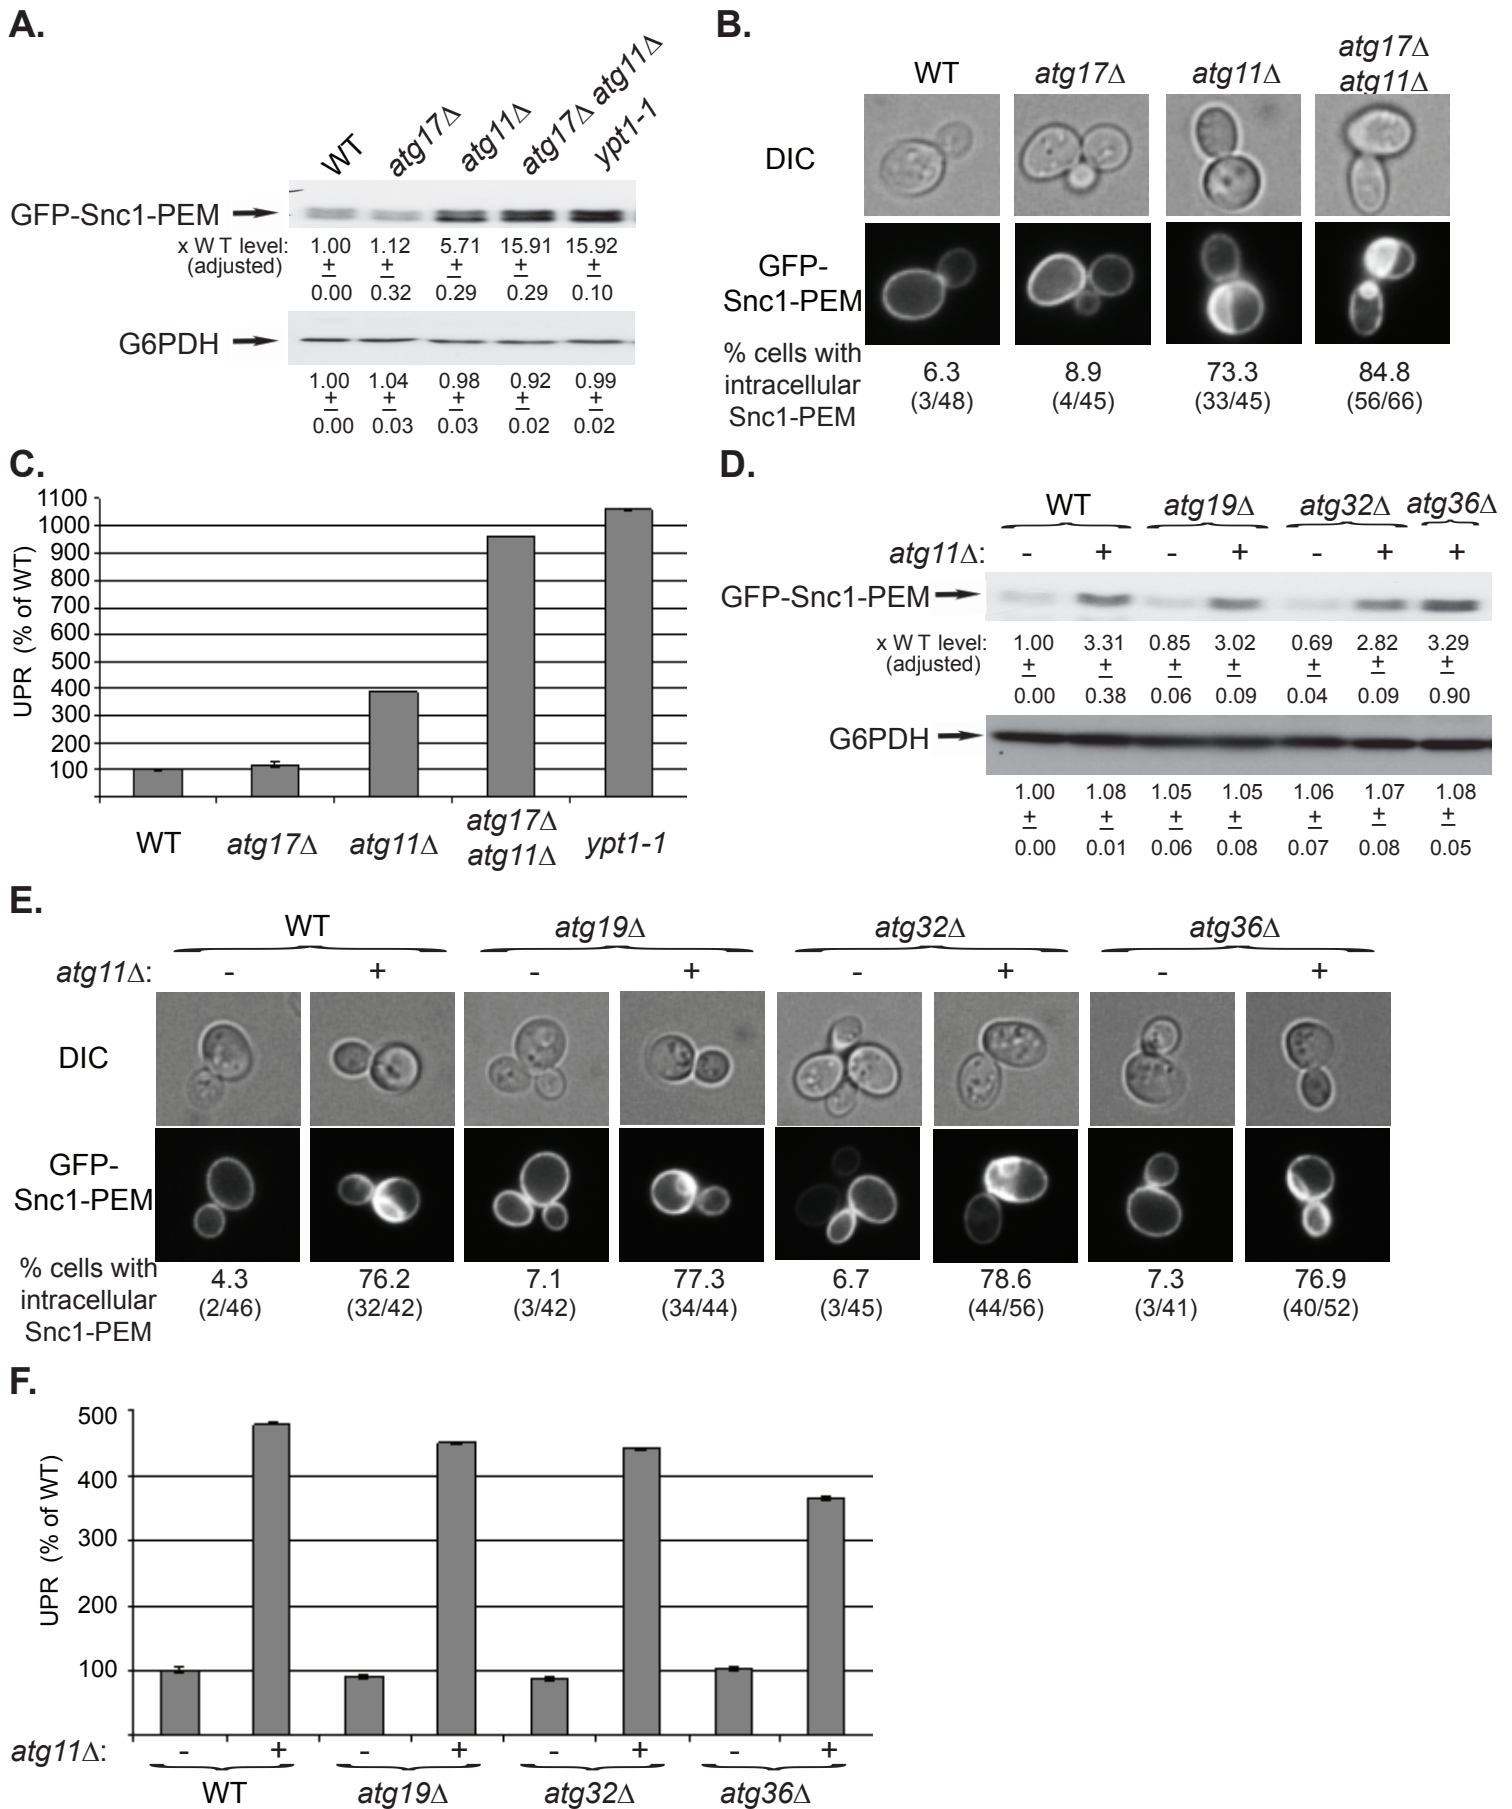 A.
WT atg17Δ atg11Δ atg17Δ atg11Δ ypt1-1
GFP-Snc1-PEM
x W T level: 1.00 1.12 5.71 15.91 15.92
(adjusted) ± ± ± ± ±
0.00 0.32 0.29 0.29 0.10
G6PDH
1.00 1.04 0.98 0.92 0.99
± ± ± ± ±
0.00 0.03 0.03 0.02 0.02
B.
WT atg17Δ atg11Δ atg17Δ
atg11Δ
DIC
GFP-
Snc1-PEM
% cells with
intracellular
Snc1-PEM
6.3 8.9 73.3 84.8
(3/48) (4/45) (33/45) (56/66)
C.
UPR (% of WT)
1100
1000
900
800
700
600
500
400
300
200
100
WT atg17Δ atg11Δ atg17Δ
atg11Δ ypt1-1
D.
WT atg19Δ atg32Δ atg36Δ
atg11Δ: - + - + - + +
GFP-Snc1-PEM
x W T level: 1.00 3.31 0.85 3.02 0.69 2.82 3.29
(adjusted) ± ± ± ± ± ± ±
0.00 0.38 0.06 0.09 0.04 0.09 0.90
G6PDH
1.00 1.08 1.05 1.05 1.06 1.07 1.08
± ± ± ± ± ± ±
0.00 0.01 0.06 0.08 0.07 0.08 0.05
E.
WT atg19Δ atg32Δ atg36Δ
atg11Δ: - + - + - + - +
DIC
GFP-
Snc1-PEM
% cells with
intracellular
Snc1-PEM
4.3 76.2 7.1 77.3 6.7 78.6 7.3 76.9
(2/46) (32/42) (3/42) (34/44) (3/45) (44/56) (3/41) (40/52)
F.
UPR (% of WT)
500
400
300
200
100
atg11Δ: - + - + - + - +
WT atg19Δ atg32Δ atg36Δ